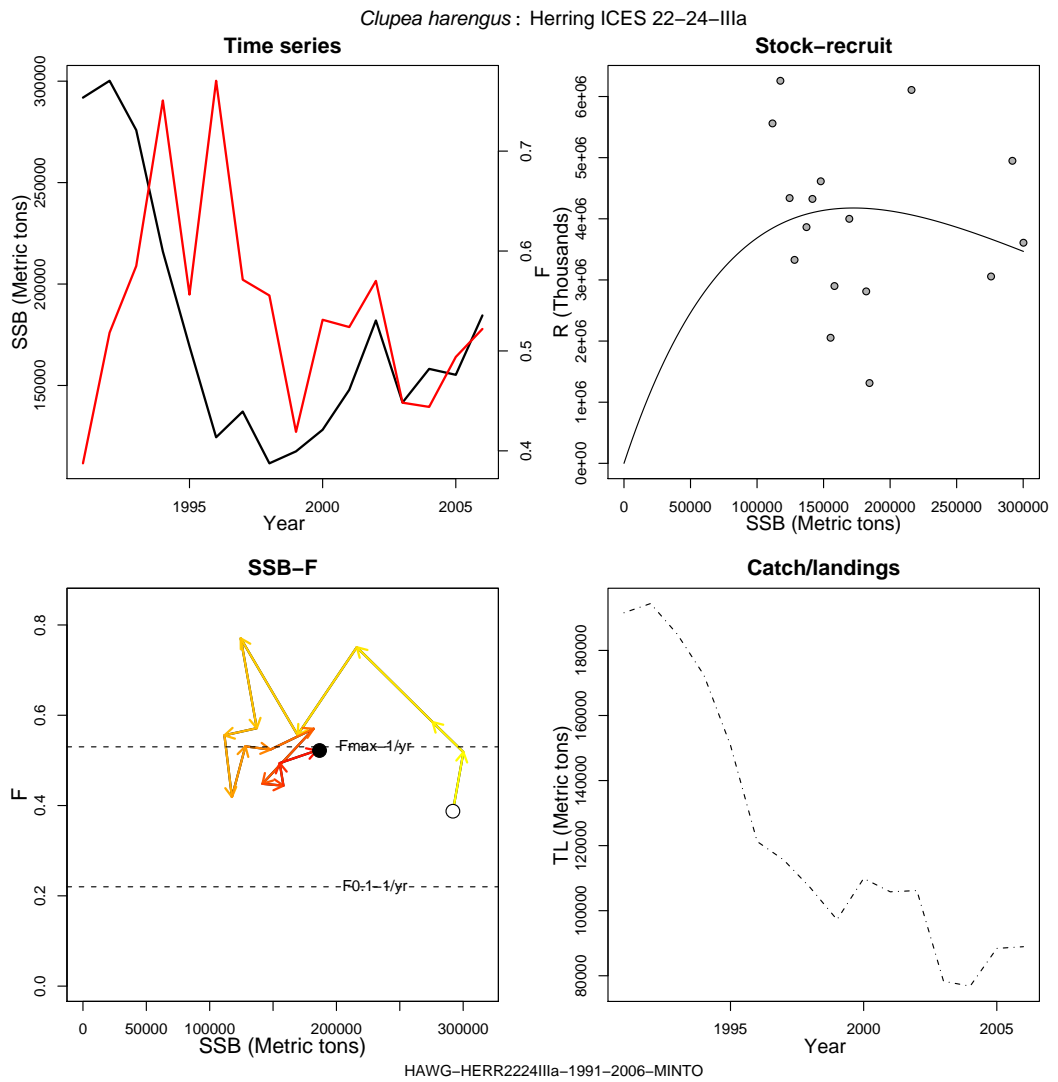 Clupea harengus : Herring ICES 22−24−IIIa
Time series
SSB (Metric tons)
150000
200000
250000
300000
F
0.4
0.5
0.6
0.7
1995
2000
2005
Year
Stock−recruit
R (Thousands)
0e+00
1e+06
2e+06
3e+06
4e+06
5e+06
6e+06
0
50000
100000
150000
200000
250000
300000
SSB (Metric tons)
SSB−F
F
0.0
0.2
0.4
0.6
0.8
Fmax−1/yr
F0.1−1/yr
0
50000
100000
200000
300000
SSB (Metric tons)
Catch/landings
TL (Metric tons)
80000
100000
120000
140000
160000
180000
1995
2000
2005
Year
HAWG−HERR2224IIIa−1991−2006−MINTO